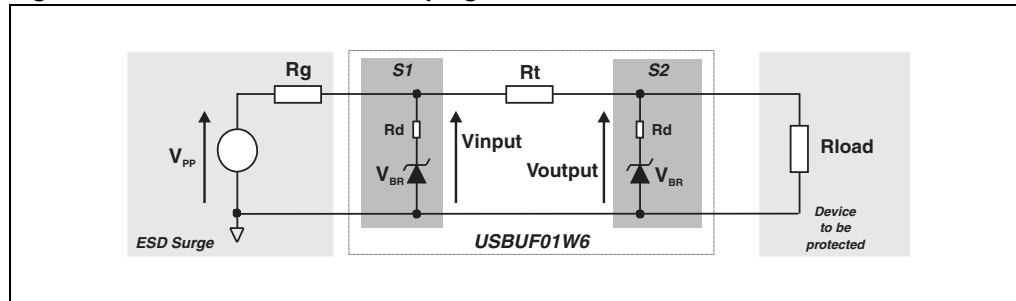 Rg
S1
Rt
S2
Rd
Rd
Vinput
Rload
VPP
VBR
Voutput
VBR
Device
to be
protected
ESD Surge
USBUF01W6